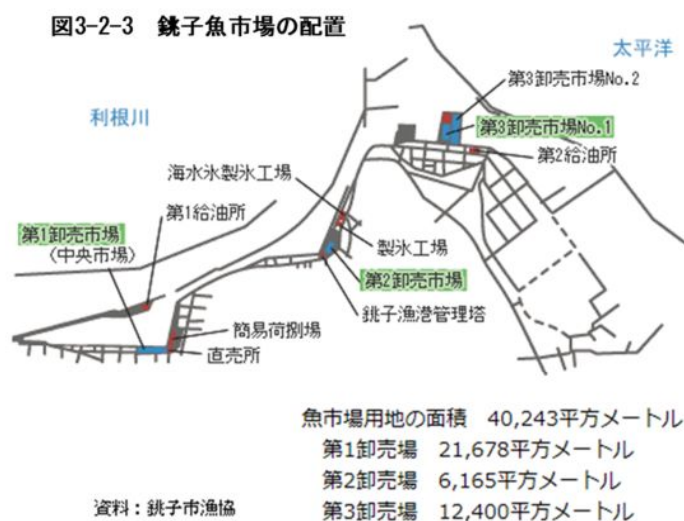 図3-2-3 銚子魚市場の配置
太平洋
利根川
第3卸売市場No.2
第3卸売市場No.1
第2給油所
海水氷製氷工場
第1給油所
第1卸売市場
〈中央市場〉
製氷工場
第2卸売市場
銚子漁港管理塔
簡易荷捌場
直売所
魚市場用地の面積 40,243平方メートル
第1卸売場 21,678平方メートル
第2卸売場 6,165平方メートル
第3卸売場 12,400平方メートル
資料：銚子市漁協